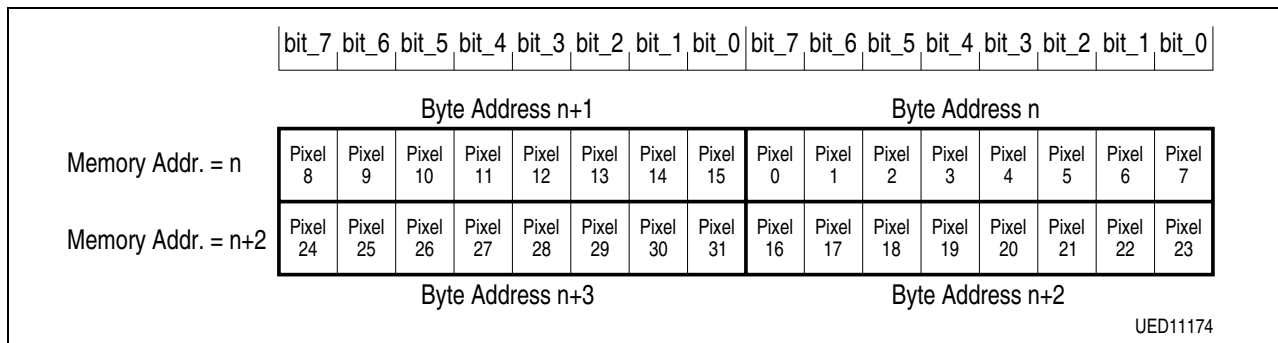 bit_7 bit_6 bit_5 bit_4 bit_3 bit_2 bit_1 bit_0 bit_7 bit_6 bit_5 bit_4 bit_3 bit_2 bit_1 bit_0
Byte Address n+1 Byte Address n
Memory Addr. = n Pixel 8 Pixel 9 Pixel 10 Pixel 11 Pixel 12 Pixel 13 Pixel 14 Pixel 15 Pixel 0 Pixel 1 Pixel 2 Pixel 3 Pixel 4 Pixel 5 Pixel 6 Pixel 7
Memory Addr. = n+2 Pixel 24 Pixel 25 Pixel 26 Pixel 27 Pixel 28 Pixel 29 Pixel 30 Pixel 31 Pixel 16 Pixel 17 Pixel 18 Pixel 19 Pixel 20 Pixel 21 Pixel 22 Pixel 23
Byte Address n+3 Byte Address n+2
UED11174